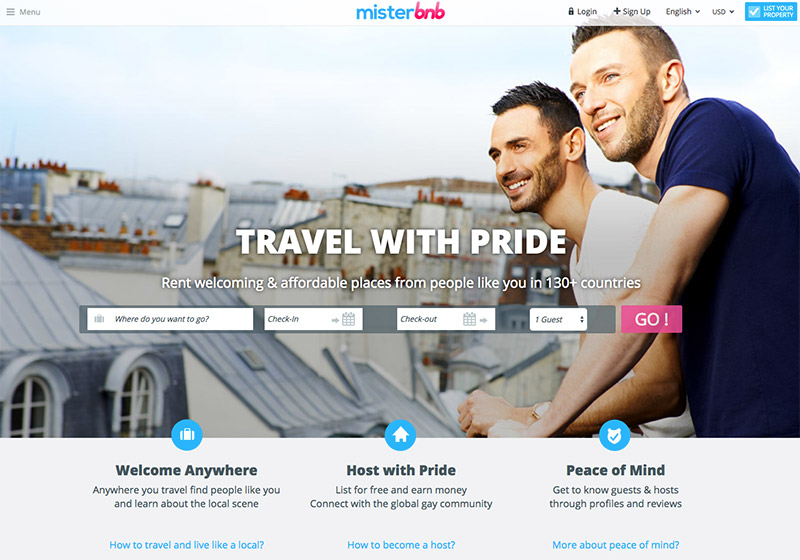 Menu
misterbnb
Login
Sign Up
English
USD
LIST YOUR
PROPERTY
TRAVEL WITH PRIDE
Rent welcoming & affordable places from people like you in 130+ countries
Where do you want to go?
Check-In
Check-out
1 Guest
GO !
Welcome Anywhere
Anywhere you travel find people like you
and learn about the local scene
How to travel and live like a local?
Host with Pride
List for free and earn money
Connect with the global gay community
How to become a host?
Peace of Mind
Get to know guests & hosts
through profiles and reviews
More about peace of mind?